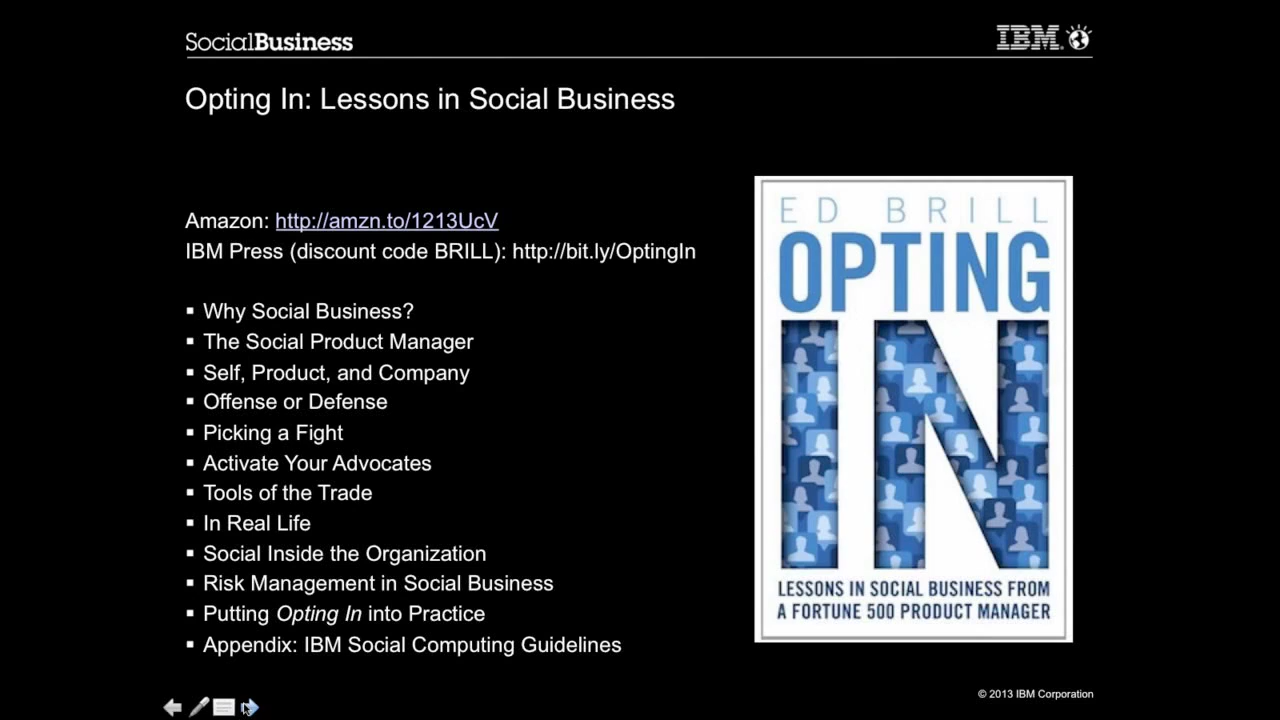 SocialBusiness
IBM.
Opting In: Lessons in Social Business
Amazon: http://amzn.to/1213UcV
IBM Press (discount code BRILL): http://bit.ly/OptingIn
▪ Why Social Business?
▪ The Social Product Manager
▪ Self, Product, and Company
▪ Offense or Defense
▪ Picking a Fight
▪ Activate Your Advocates
▪ Tools of the Trade
▪ In Real Life
▪ Social Inside the Organization
▪ Risk Management in Social Business
▪ Putting Opting In into Practice
▪ Appendix: IBM Social Computing Guidelines
ED BRILL
OPTING
IN
LESSONS IN SOCIAL BUSINESS FROM
A FORTUNE 500 PRODUCT MANAGER
© 2013 IBM Corporation